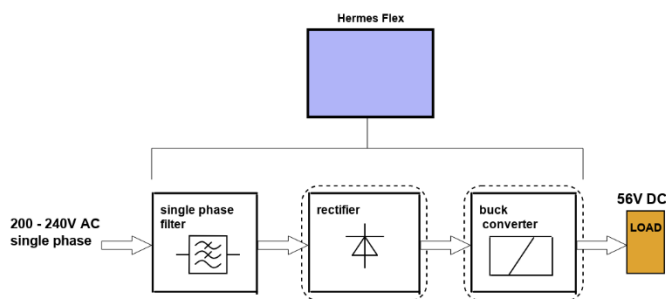 Hermes Flex
200 - 240V AC
single phase
single phase
filter
rectifier
buck
converter
56V DC
LOAD